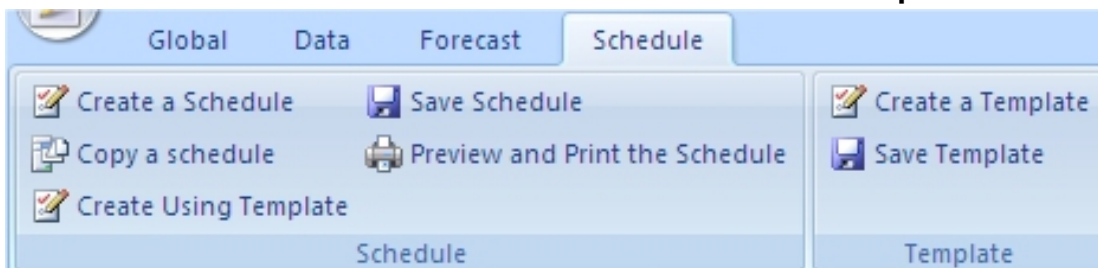 Global Data Forecast Schedule
Create a Schedule Save Schedule Create a Template
Copy a schedule Preview and Print the Schedule Save Template
Create Using Template
Schedule Template